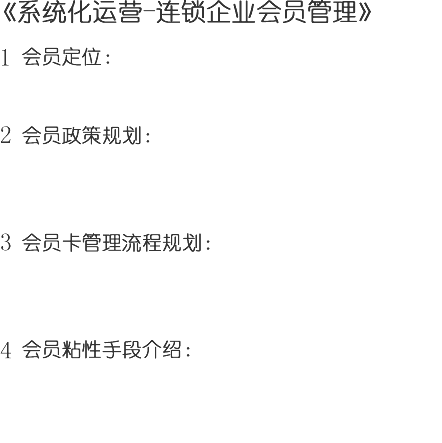 《系统化运营-连锁企业会员管理》
1 会员定位：
2 会员政策规划：
3 会员卡管理流程规划：
4 会员粘性手段介绍：